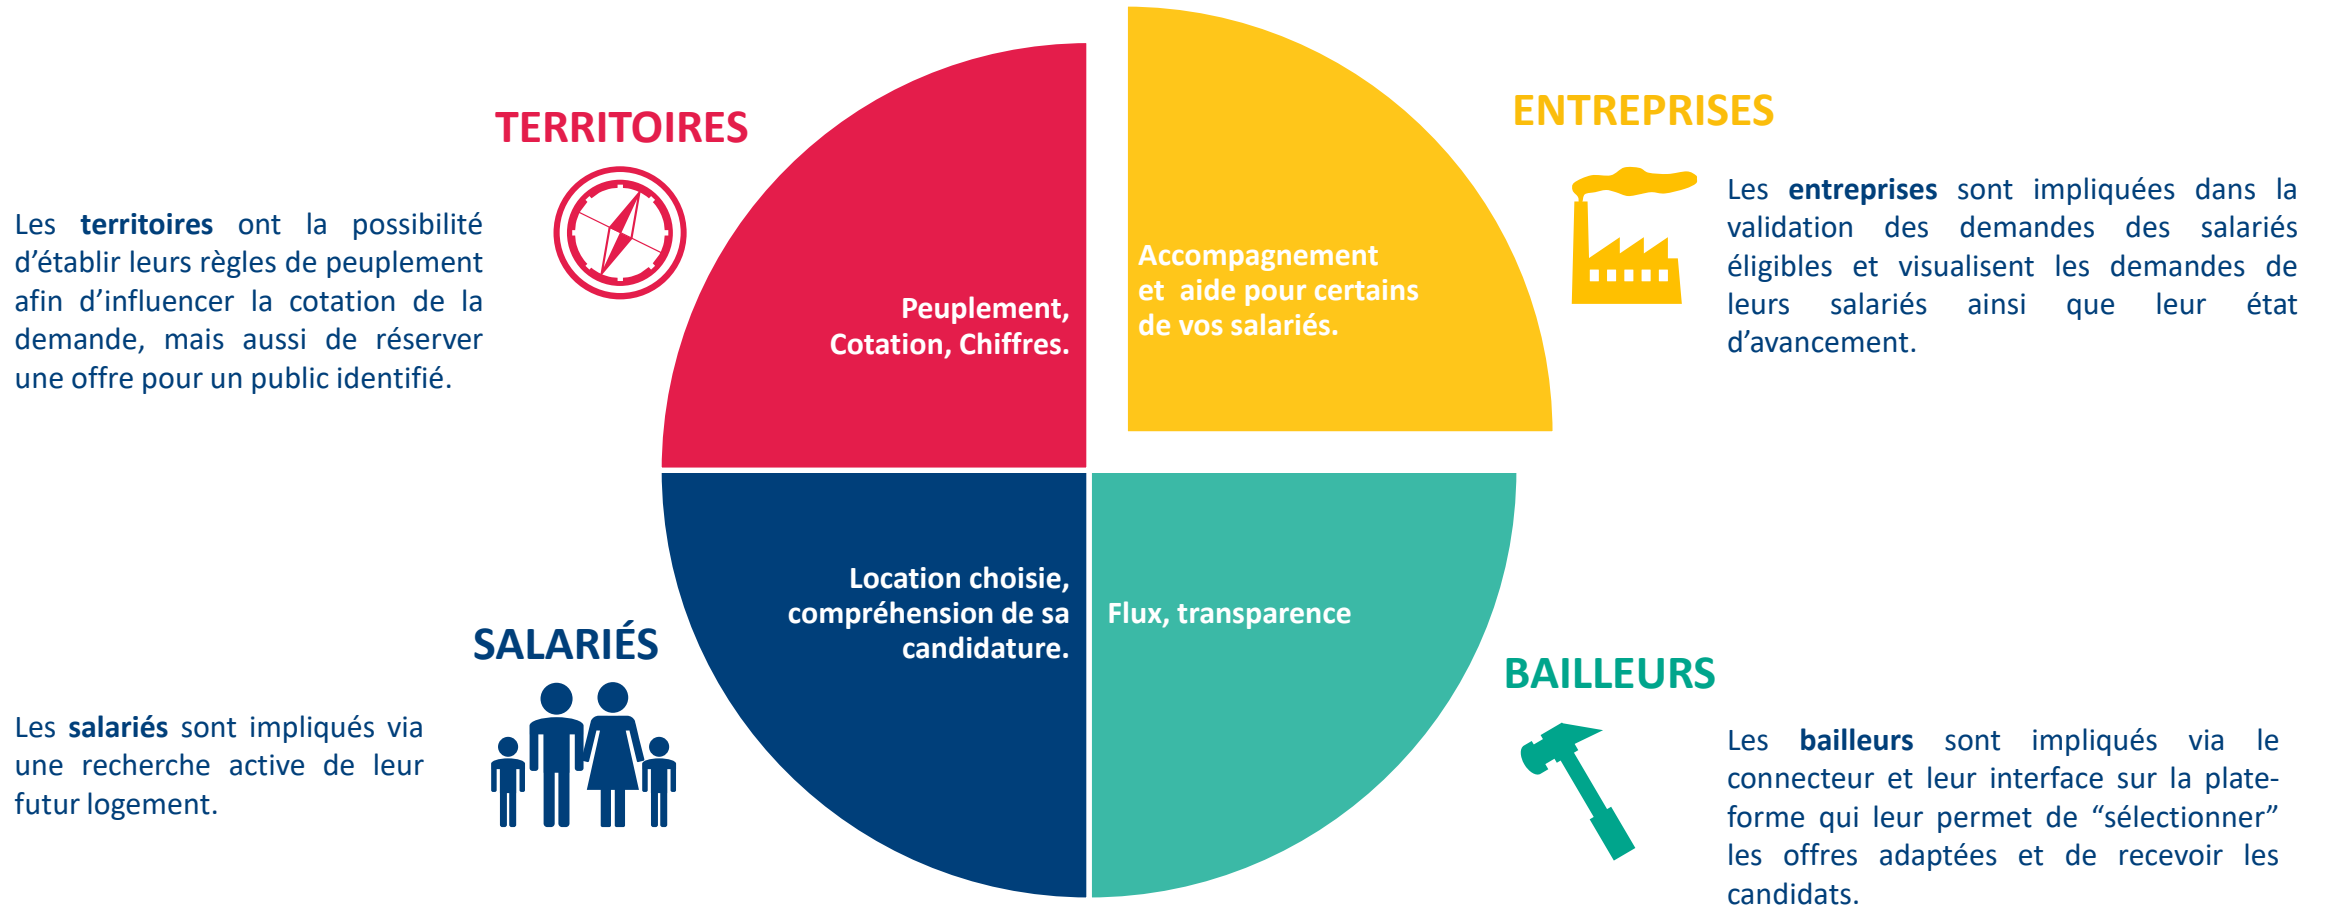 TERRITOIRES
Les territoires ont la possibilité
d’établir leurs règles de peuplement
afin d’influencer la cotation de la
demande, mais aussi de réserver
une offre pour un public identifié.
Peuplement,
Cotation, Chiffres.
ENTREPRISES
Accompagnement
et aide pour certains
de vos salariés.
Les entreprises sont impliquées dans la
validation des demandes des salariés
éligibles et visualisent les demandes de
leurs salariés ainsi que leur état
d’avancement.
SALARIÉS
Les salariés sont impliqués via
une recherche active de leur
futur logement.
Location choisie,
compréhension de sa
candidature.
Flux, transparence
BAILLEURS
Les bailleurs sont impliqués via le
connecteur et leur interface sur la plate-
forme qui leur permet de “sélectionner”
les offres adaptées et de recevoir les
candidats.